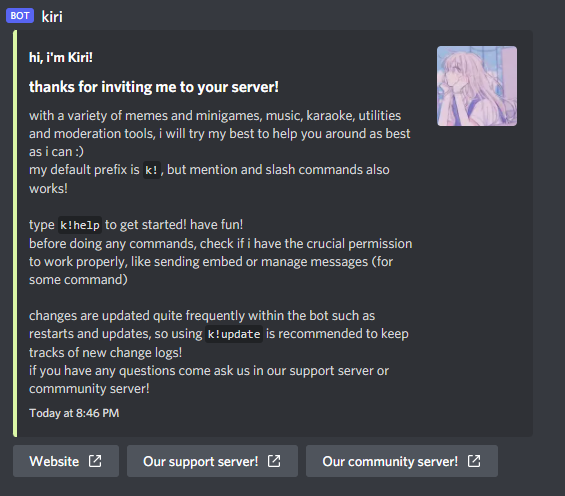 BOT kiri
hi, i'm Kiri!
thanks for inviting me to your server!
with a variety of memes and minigames, music, karaoke, utilities
and moderation tools, i will try my best to help you around as best
as i can :)
my default prefix is k!, but mention and slash commands also
works!
type k!help to get started! have fun!
before doing any commands, check if i have the crucial permission
to work properly, like sending embed or manage messages (for
some command)
changes are updated quite frequently within the bot such as
restarts and updates, so using k!update is recommended to keep
tracks of new change logs!
if you have any questions come ask us in our support server or
commmunity server!
Today at 8:46 PM
Website Our support server! Our community server!